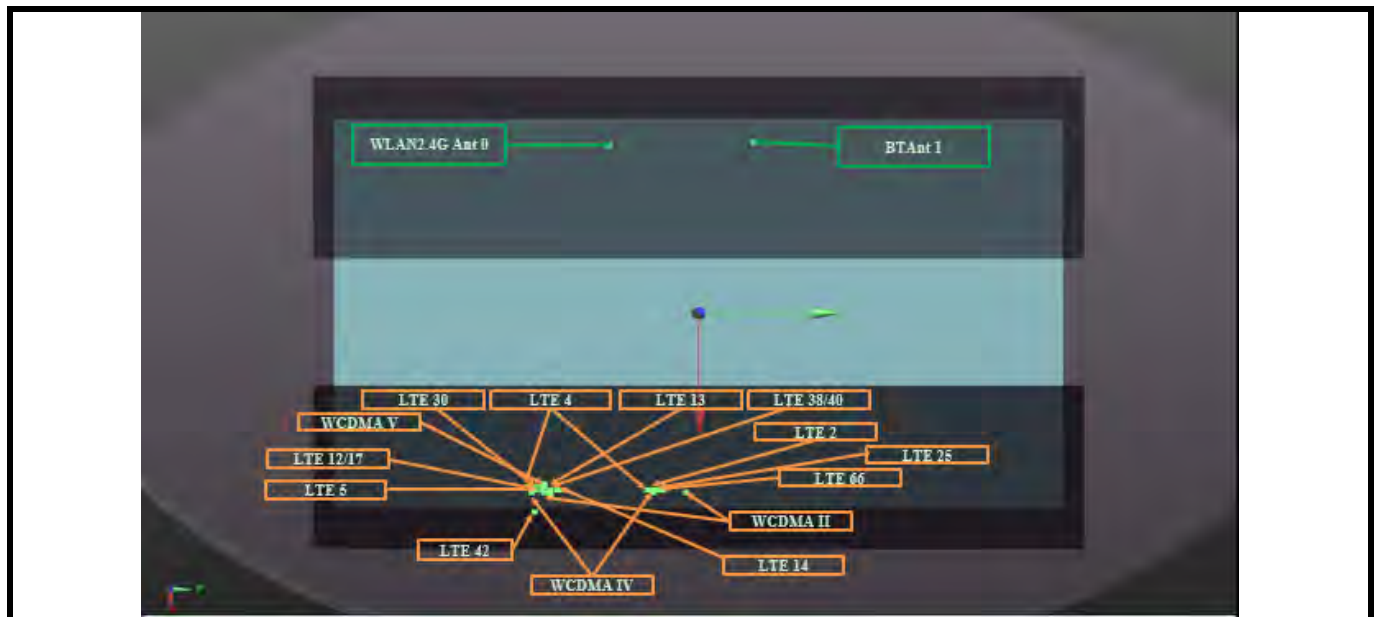 WLAN2.4G Ant 0
BTAnt 1
LTE 30
LTE 4
LTE 13
LTE 38/40
WCDMA V
LTE 2
LTE 12/17
LTE 25
LTE 66
LTE 5
WCDMA II
LTE 42
LTE 14
WCDMA IV